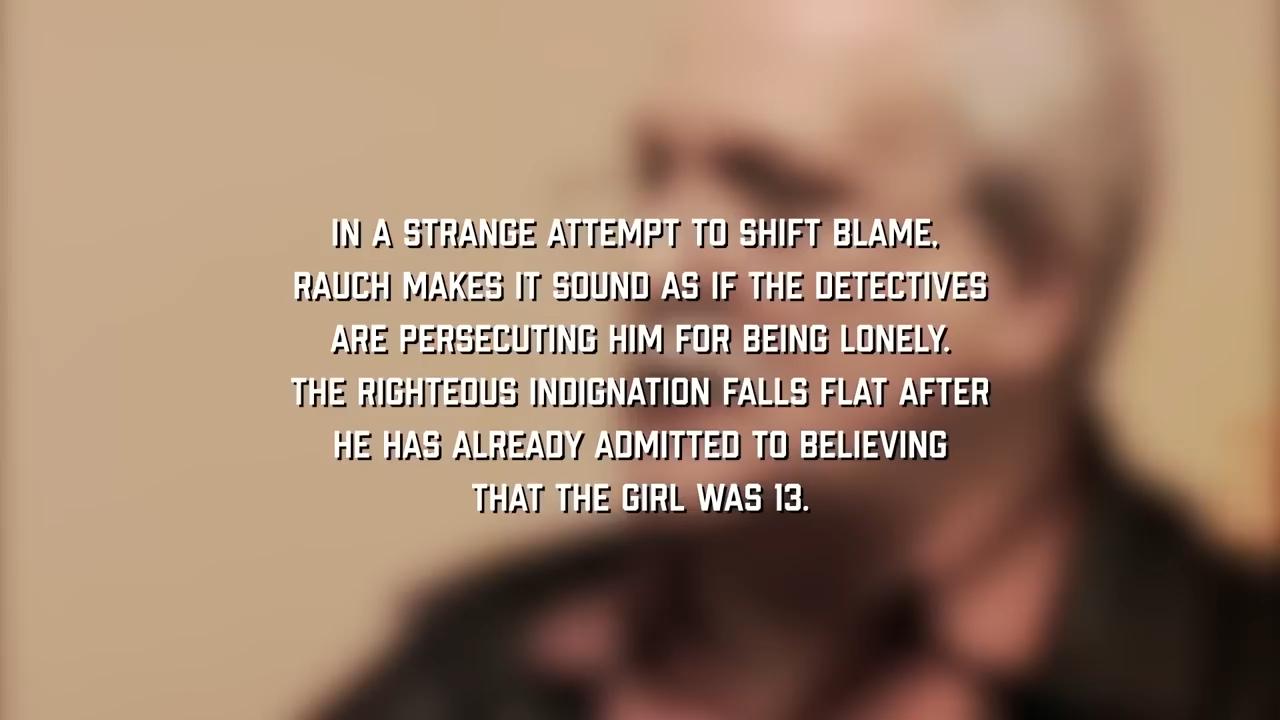 IN A STRANGE ATTEMPT TO SHIFT BLAME,
RAUCH MAKES IT SOUND AS IF THE DETECTIVES
ARE PERSECUTING HIM FOR BEING LONELY.
THE RIGHTEOUS INDIGNATION FALLS FLAT AFTER
HE HAS ALREADY ADMITTED TO BELIEVING
THAT THE GIRL WAS 13.